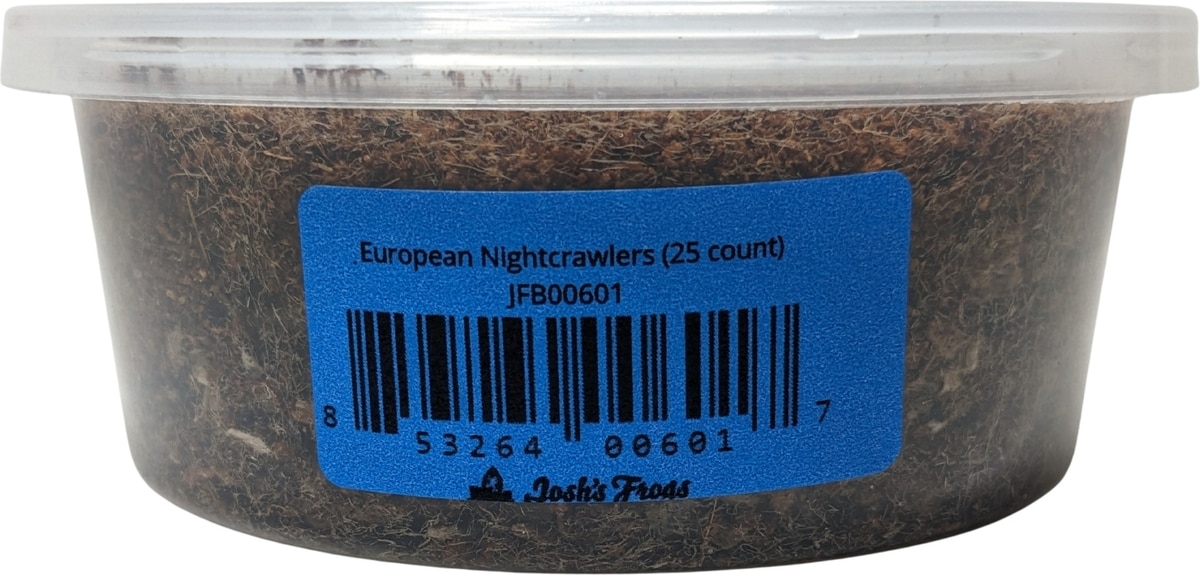 European Nightcrawlers (25 count)
JFB00601
8 53264 00601 7
Josh's Frogs